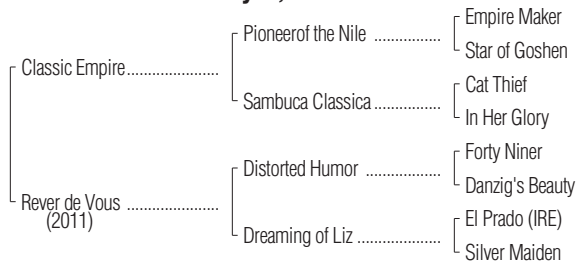 Empire Maker
Pioneerof the Nile ................
Star of Goshen
Classic Empire......................
Cat Thief
Sambuca Classica................
In Her Glory
Forty Niner
Distorted Humor ..................
Danzig's Beauty
Rever de Vous ......................
(2011)
El Prado (IRE)
Dreaming of Liz....................
Silver Maiden